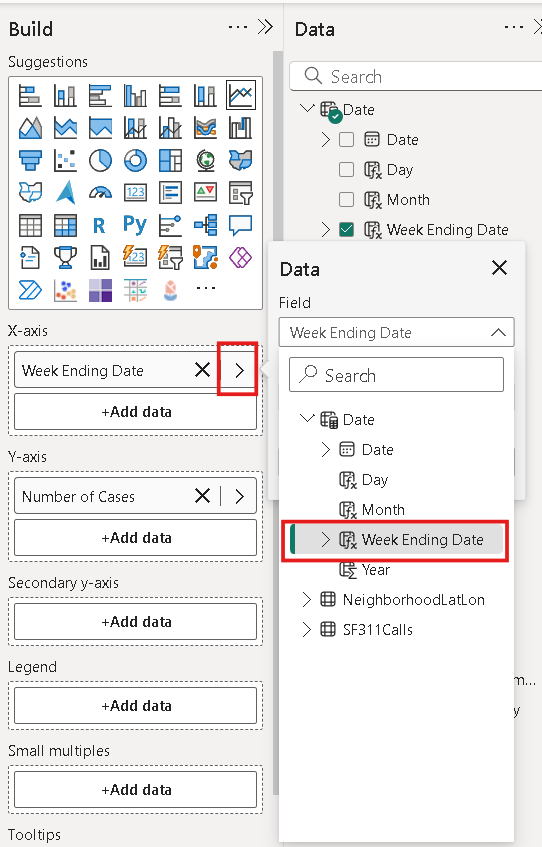 Build
Suggestions
123
R
Py
123
X-axis
Week Ending Date
+Add data
Y-axis
Number of Cases
+Add data
Secondary y-axis
+Add data
Legend
+Add data
Small multiples
+Add data
Tooltips
Data
Search
Date
Date
Day
Month
Week Ending Date
Data
Field
Week Ending Date
Search
Date
Date
Day
Month
Week Ending Date
Year
NeighborhoodLatLon
SF311Calls
m...
y